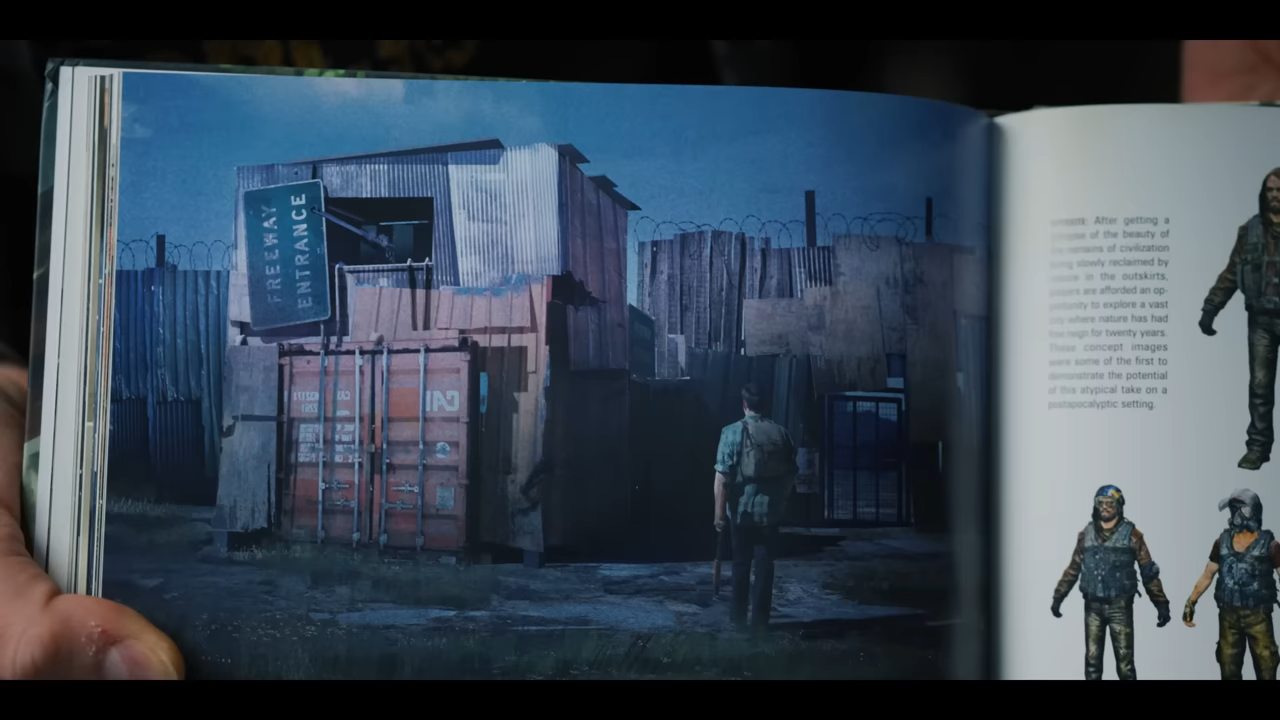 FREEWAY
ENTRANCE
CAI
After getting a
of the beauty of
of civilization
slowly reclaimed by
in the outskirts,
are afforded an op-
to explore a vast
city where nature has had
reign for twenty years.
These concept images
were some of the first to
demonstrate the potential
of this atypical take on a
postapocalyptic setting.